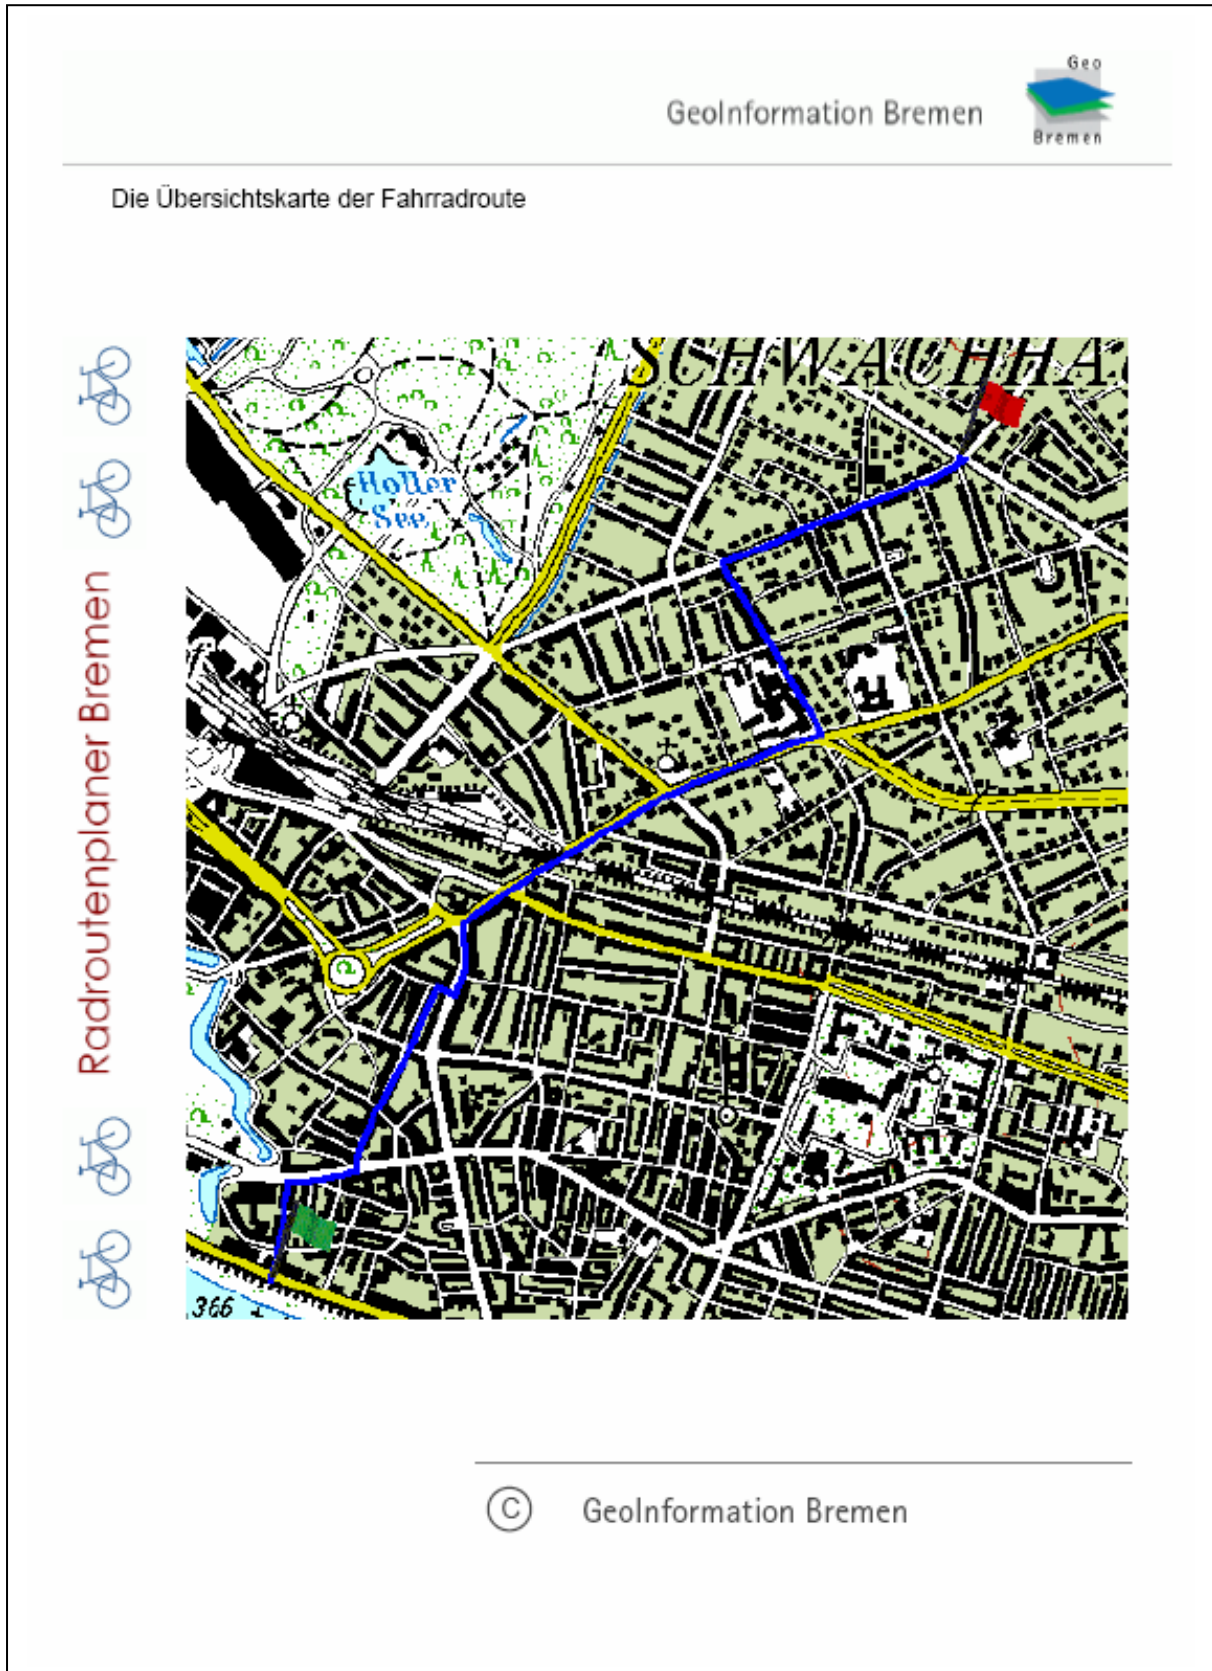 Geo
GeoInformation Bremen
Bremen
Die Übersichtskarte der Fahrradroute
SCHWACHHA
Holler
See
Radroutenplaner Bremen
366
© GeoInformation Bremen